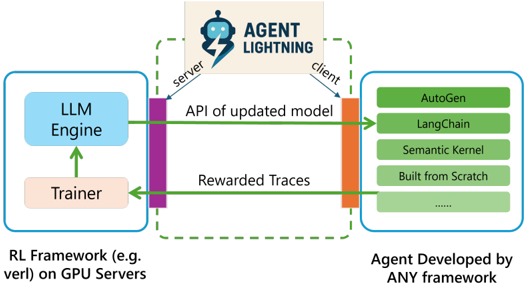 AGENT
LIGHTNING
server
client
LLM
Engine
Trainer
API of updated model
Rewarded Traces
AutoGen
LangChain
Semantic Kernel
Built from Scratch
......
RL Framework (e.g.
verl) on GPU Servers
Agent Developed by
ANY framework